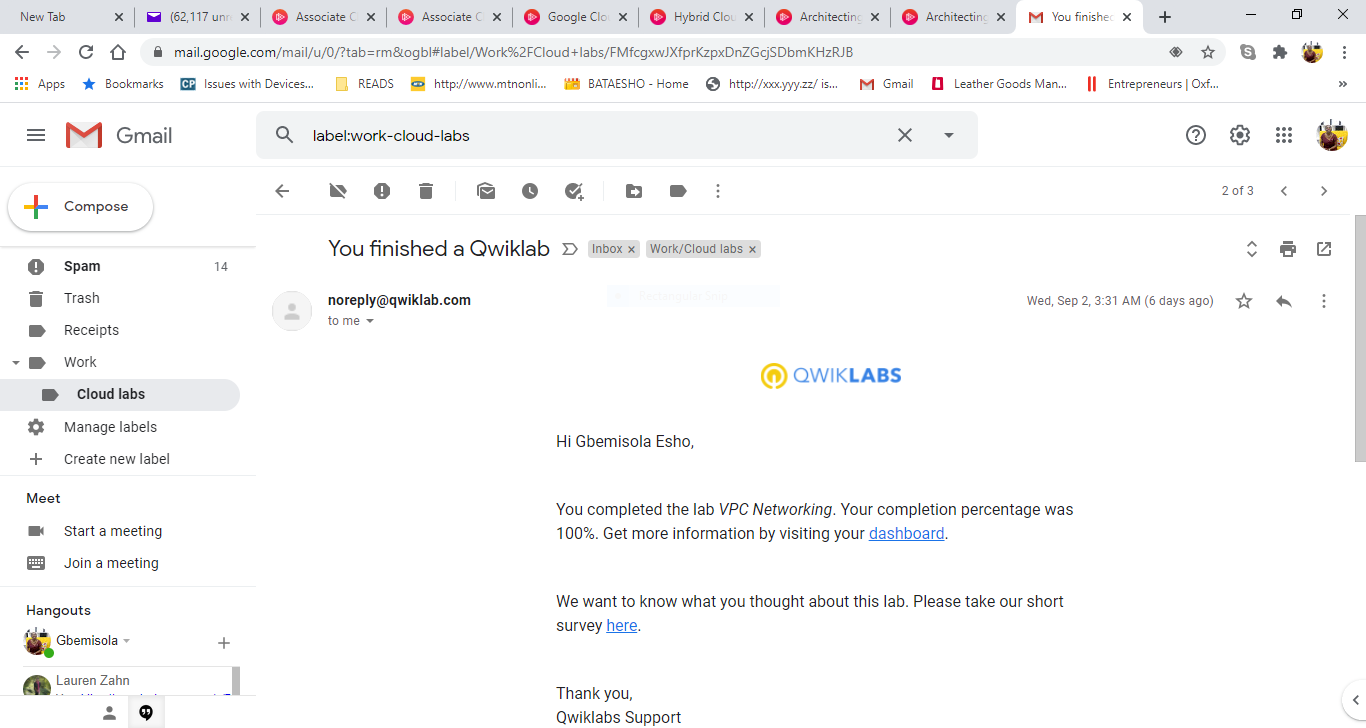 New Tab
(62,117 unr
Associate C
Associate C
Google Clo
Hybrid Clou
Architecting
Architecting
You finished
mail.google.com/mail/u/0/?tab=rm&ogbl#label/Work%2FCloud+labs/FMfcgxwJXfprKzpxDnZGcjSDbmKHzRJB
Apps
Bookmarks
CP
Issues with Devices...
READS
http://www.mtnonli...
BATAESHO - Home
http://xxx.yyy.zz/ is...
Gmail
Leather Goods Man...
Entrepreneurs | Oxf...
Gmail
label:work-cloud-labs
Compose
2 of 3
Spam 14
Trash
Receipts
Work
Cloud labs
Manage labels
Create new label
Meet
Start a meeting
Join a meeting
Hangouts
Gbemisola
Lauren Zahn
You finished a Qwiklab
Inbox x
Work/Cloud labs x
noreply@qwiklab.com
Wed, Sep 2, 3:31 AM (6 days ago)
to me
Rectangular Snip
QWIKLABS
Hi Gbemisola Esho,
You completed the lab VPC Networking. Your completion percentage was
100%. Get more information by visiting your dashboard.
We want to know what you thought about this lab. Please take our short
survey here.
Thank you,
Qwiklabs Support